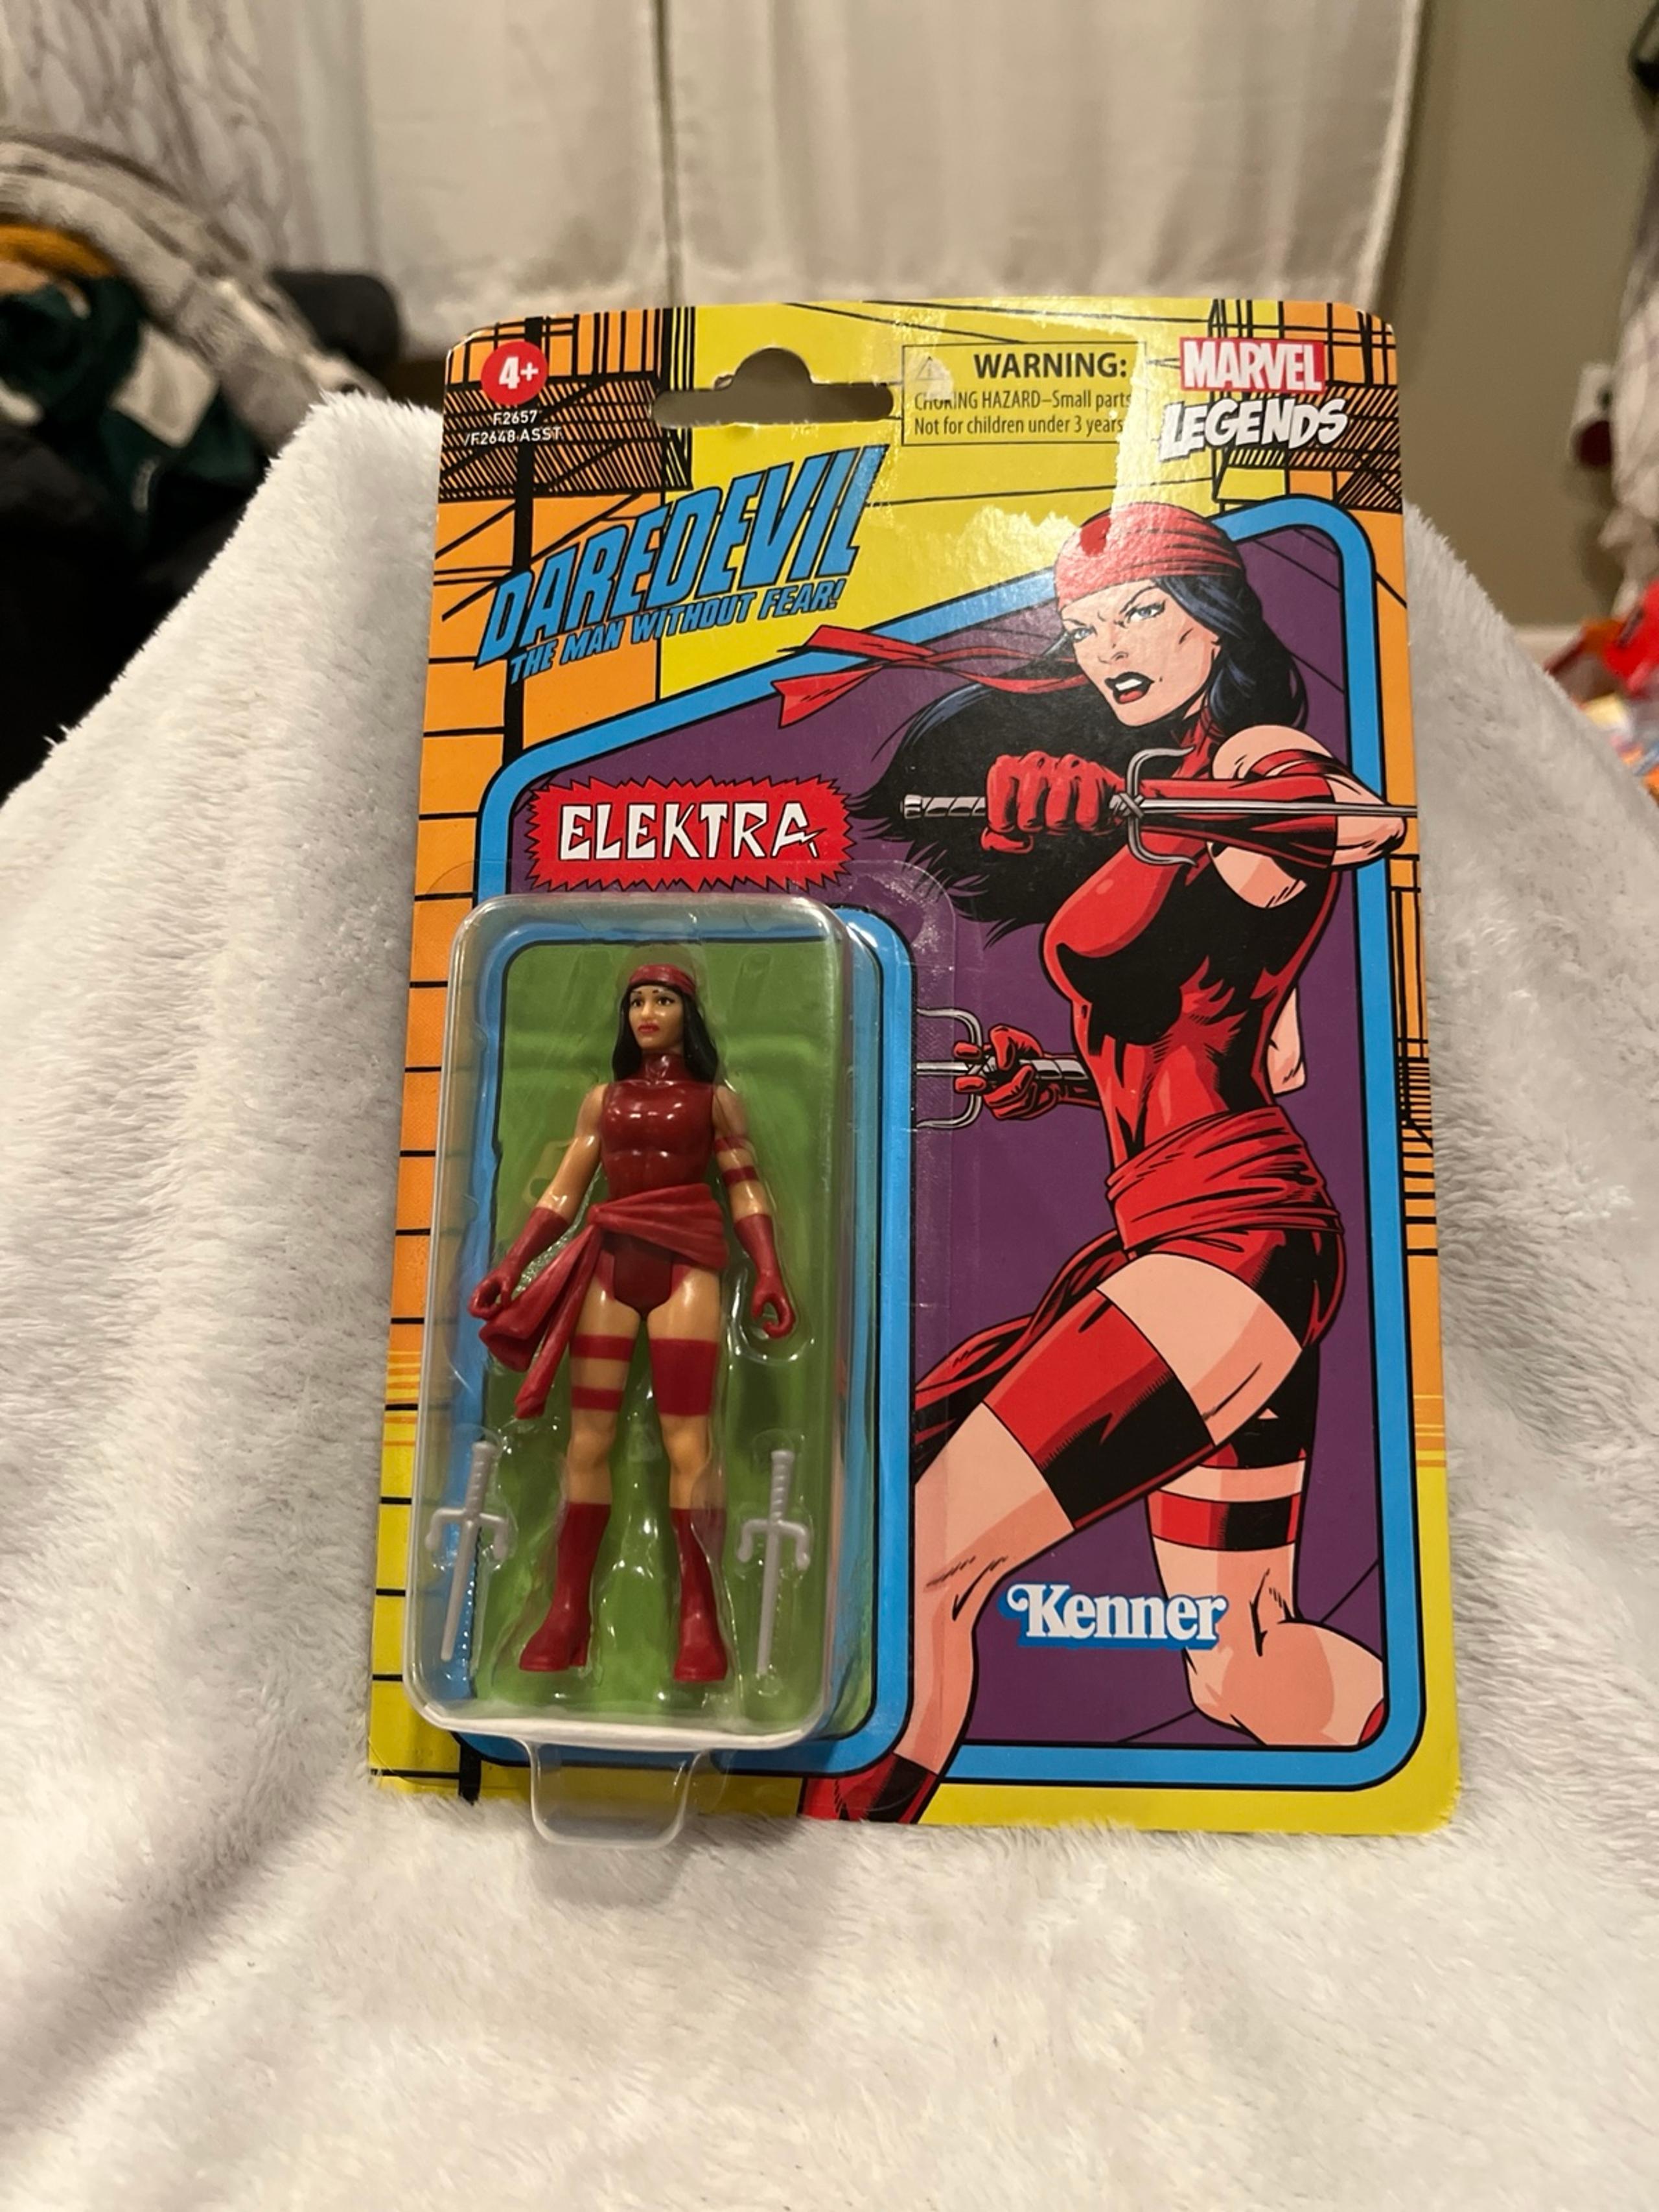 4+
F2657
/F2648 ASST
WARNING:
CHOKING HAZARD–Small parts
Not for children under 3 years
MARVEL
LEGENDS
DAREDEVIL
THE MAN WITHOUT FEAR!
ELEKTRA
Kenner